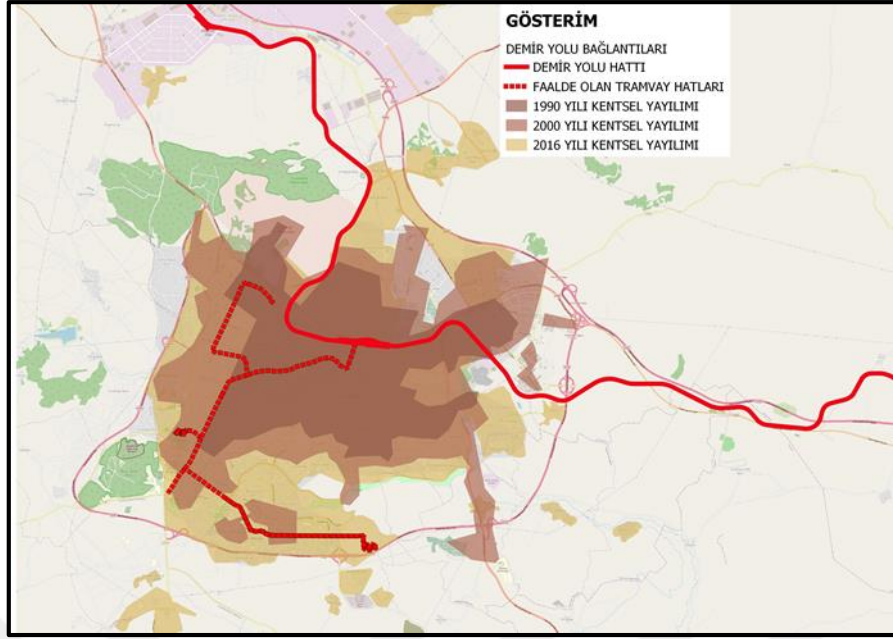 GÖSTERİM
DEMİR YOLU BAĞLANTILARI
DEMİR YOLU HATTI
FAALDE OLAN TRAMVAY HATLARI
1990 YILI KENTSEL YAYILIMI
2000 YILI KENTSEL YAYILIMI
2016 YILI KENTSEL YAYILIMI